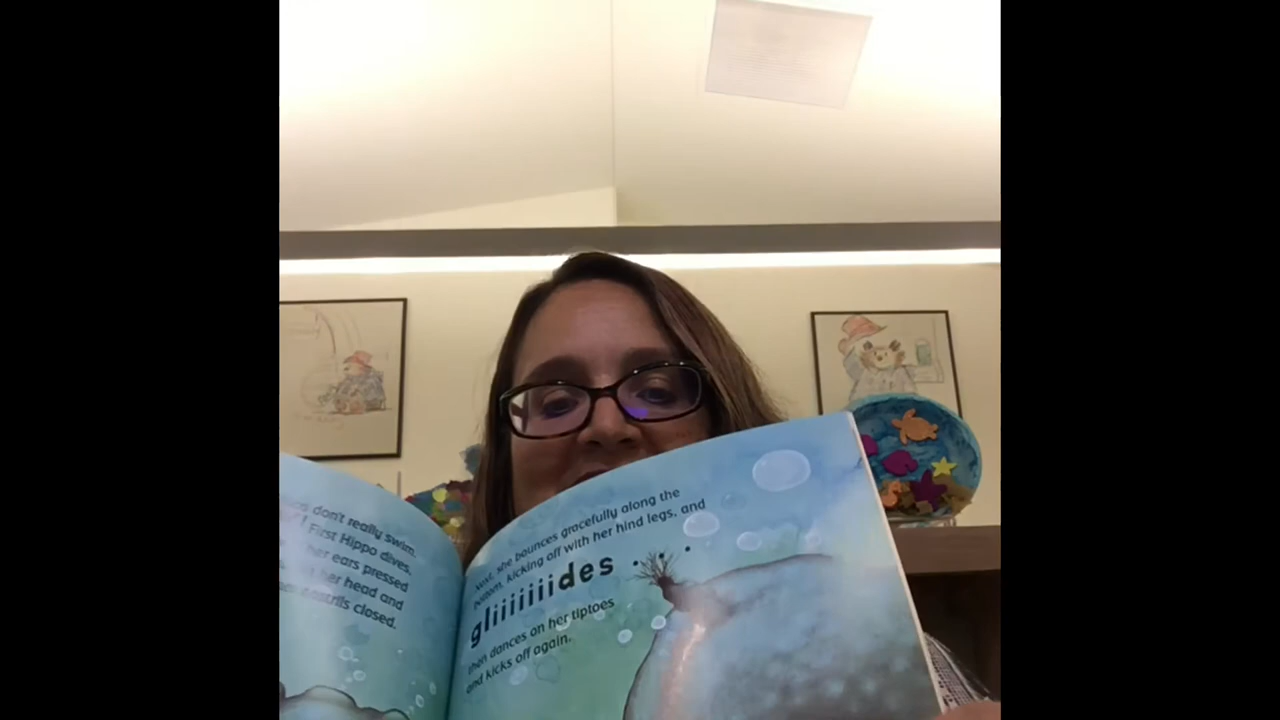 don't really swim.
! First Hippo dives,
her ears pressed
her head and
nostrils closed.
Next, she bounces gracefully along the
bottom, kicking off with her hind legs, and
gliiiiiiides . . .
then dances on her tiptoes
and kicks off again.